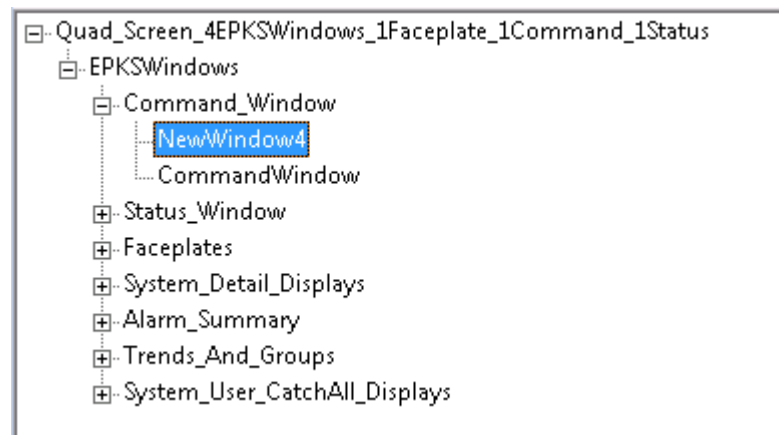 Quad_Screen_4EPKSWindows_1Faceplate_1Command_1Status
EPKSWindows
Command_Window
NewWindow4
CommandWindow
Status_Window
Faceplates
System_Detail_Displays
Alarm_Summary
Trends_And_Groups
System_User_CatchAll_Displays